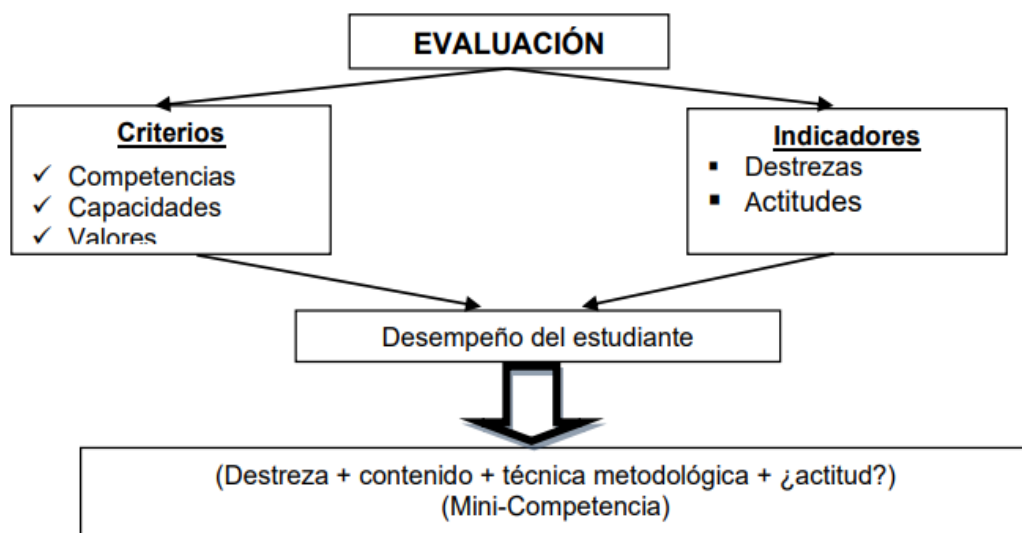 EVALUACIÓN
Criterios
✓ Competencias
✓ Capacidades
✓ Valores
Indicadores
▪ Destrezas
▪ Actitudes
Desempeño del estudiante
(Destreza + contenido + técnica metodológica + ¿actitud?)
(Mini-Competencia)